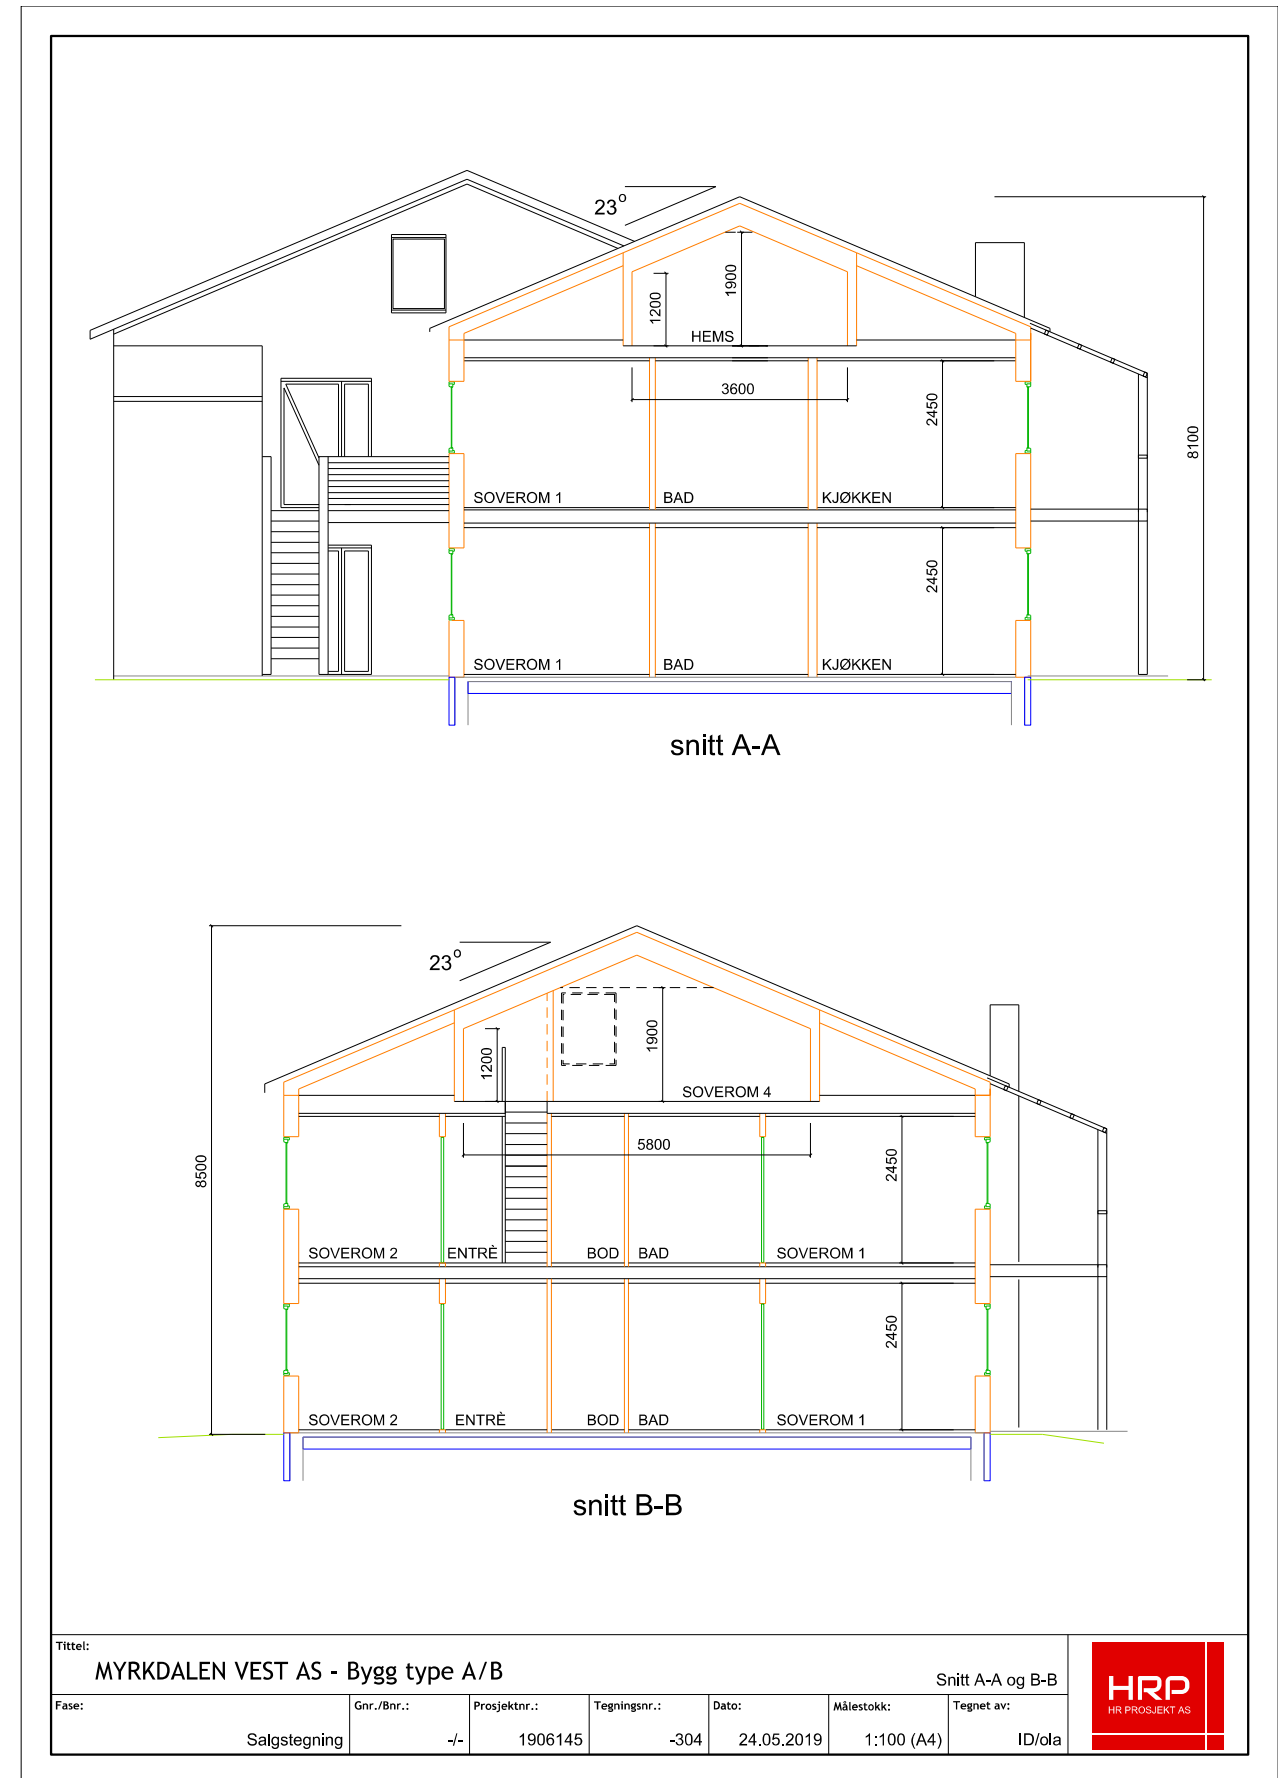 23°
1200
1900
HEMS
3600
2450
8100
SOVEROM 1
BAD
KJØKKEN
2450
SOVEROM 1
BAD
KJØKKEN
snitt A-A
23°
1200
1900
SOVEROM 4
5800
2450
8500
SOVEROM 2
ENTRÈ
BOD
BAD
SOVEROM 1
2450
SOVEROM 2
ENTRÈ
BOD
BAD
SOVEROM 1
snitt B-B
Tittel:
MYRKDALEN VEST AS - Bygg type A/B
Snitt A-A og B-B
Fase:
Salgstegning
Gnr./Bnr.:
-/-
Prosjektnr.:
1906145
Tegningsnr.:
-304
Dato:
24.05.2019
Målestokk:
1:100 (A4)
Tegnet av:
ID/ola
HRP
HR PROSJEKT AS